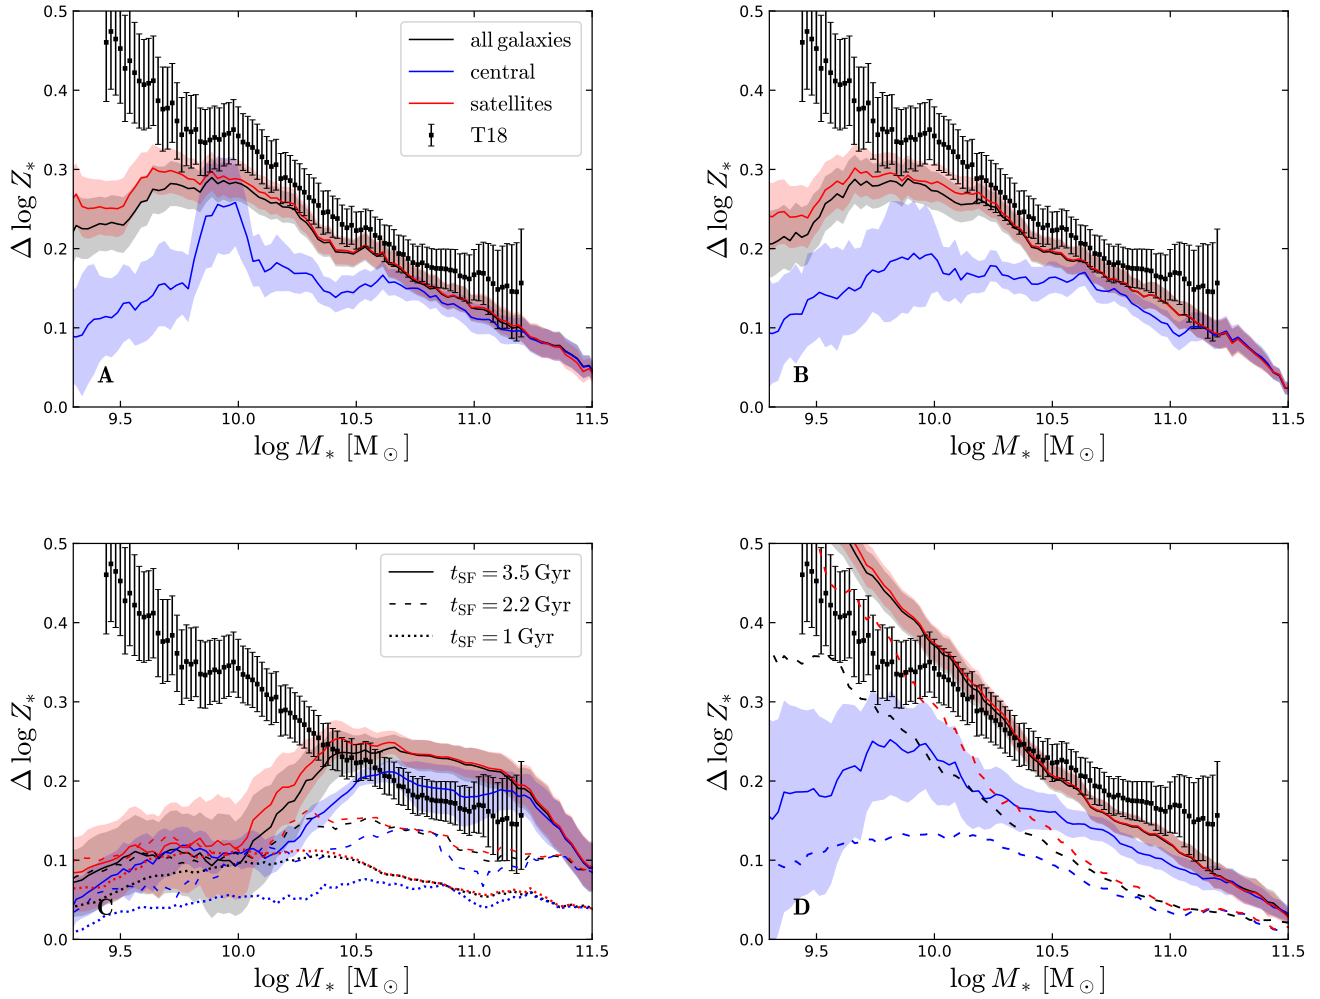 0.5
0.4
0.3
0.2
0.1
0.0
Δ log Z*
9.5 10.0 10.5 11.0 11.5
log M* [M⊙]
A
all galaxies
central
satellites
T18
0.5
0.4
0.3
0.2
0.1
0.0
Δ log Z*
9.5 10.0 10.5 11.0 11.5
log M* [M⊙]
B
0.5
0.4
0.3
0.2
0.1
0.0
Δ log Z*
9.5 10.0 10.5 11.0 11.5
log M* [M⊙]
C
tSF = 3.5 Gyr
tSF = 2.2 Gyr
tSF = 1 Gyr
0.5
0.4
0.3
0.2
0.1
0.0
Δ log Z*
9.5 10.0 10.5 11.0 11.5
log M* [M⊙]
D